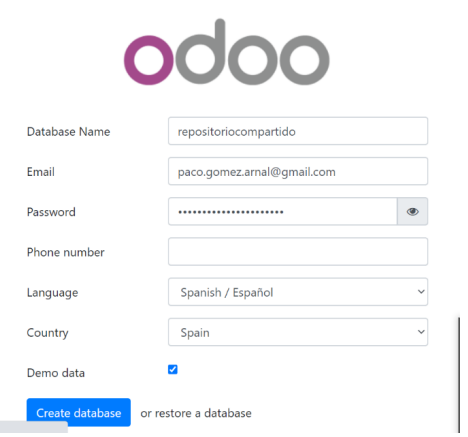 odoo
Database Name repositoriocompartido
Email paco.gomez.arnal@gmail.com
Password •••••••••••••••••••••
Phone number
Language Spanish / Español
Country Spain
Demo data
Create database or restore a database